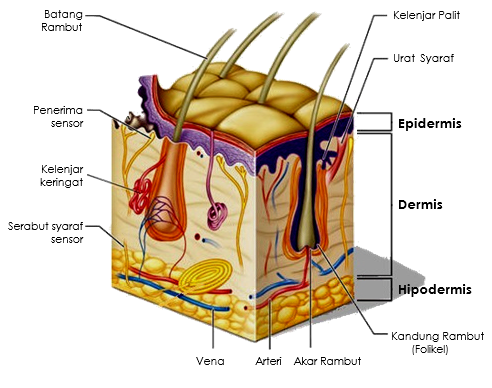 Batang
Rambut
Kelenjar Palit
Urat Syaraf
Penerima
sensor
Epidermis
Kelenjar
keringat
Dermis
Serabut syaraf
sensor
Hipodermis
Kandung Rambut
(Folikel)
Vena
Arteri
Akar Rambut